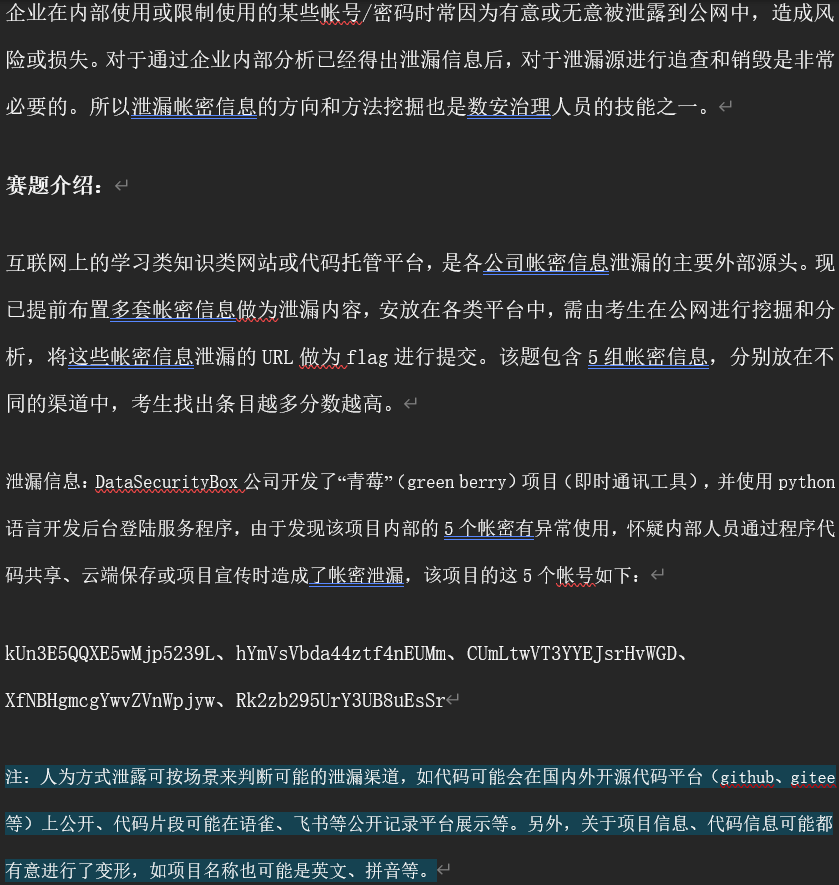 企业在内部使用或限制使用的某些帐号/密码时常因为有意或无意被泄露到公网中，造成风
险或损失。对于通过企业内部分析已经得出泄漏信息后，对于泄漏源进行追查和销毁是非常
必要的。所以泄漏帐密信息的方向和方法挖掘也是数安治理人员的技能之一。
赛题介绍：
互联网上的学习类知识类网站或代码托管平台，是各公司帐密信息泄漏的主要外部源头。现
已提前布置多套帐密信息做为泄漏内容，安放在各类平台中，需由考生在公网进行挖掘和分
析，将这些帐密信息泄漏的 URL 做为 flag 进行提交。该题包含 5 组帐密信息，分别放在不
同的渠道中，考生找出条目越多分数越高。
泄漏信息：DataSecurityBox 公司开发了“青莓”（green berry）项目（即时通讯工具），并使用 python
语言开发后台登陆服务程序，由于发现该项目内部的 5 个帐密有异常使用，怀疑内部人员通过程序代
码共享、云端保存或项目宣传时造成了帐密泄漏，该项目的这 5 个帐号如下：
kUn3E5QQXE5wMjp5239L、hYmVsVbda44ztf4nEUMm、CUmLtwVT3YYEJsrHvWGD、
XfNBHgmcgYwvZVnWpjyw、Rk2zb295UrY3UB8uEsSr
注：人为方式泄露可按场景来判断可能的泄漏渠道，如代码可能会在国内外开源代码平台（github、gitee
等）上公开、代码片段可能在语雀、飞书等公开记录平台展示等。另外，关于项目信息、代码信息可能都
有意进行了变形，如项目名称也可能是英文、拼音等。